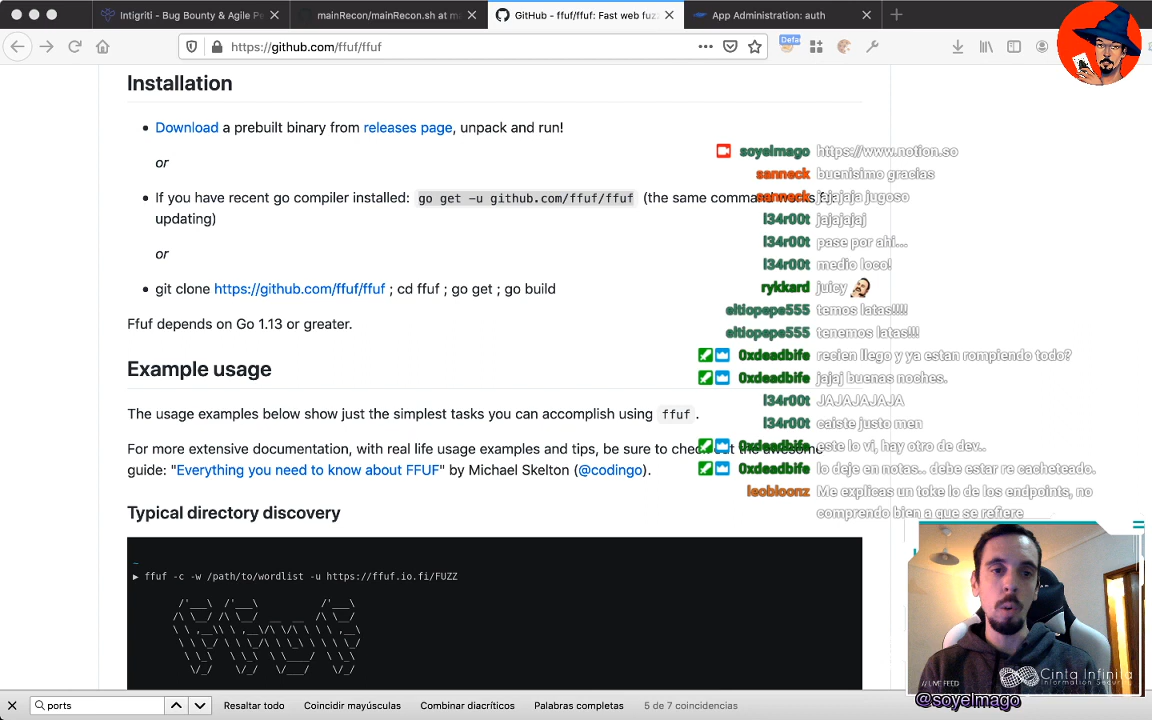 Intigriti - Bug Bounty & Agile Pe
mainRecon/mainRecon.sh at m
GitHub - ffuf/ffuf: Fast web fuz
App Administration: auth
https://github.com/ffuf/ffuf
Defa
Installation
Download a prebuilt binary from releases page, unpack and run!
or
If you have recent go compiler installed: go get -u github.com/ffuf/ffuf (the same command works
updating)
or
git clone https://github.com/ffuf/ffuf ; cd ffuf ; go get ; go build
Ffuf depends on Go 1.13 or greater.
Example usage
The usage examples below show just the simplest tasks you can accomplish using ffuf.
For more extensive documentation, with real life usage examples and tips, be sure to check out the awesome
guide: "Everything you need to know about FFUF" by Michael Skelton (@codingo).
Typical directory discovery
~
▶ ffuf -c -w /path/to/wordlist -u https://ffuf.io.fi/FUZZ
soyelmago https://www.notion.so
sanneck buenisimo gracias
sanneck jajajaja jugoso
l34r00t jajajajaj
l34r00t pase por ahi...
l34r00t medio loco!
rykkard juicy
eltiopepe555 temos latas!!!!
eltiopepe555 tenemos latas!!!
0xdeadbife recien llego y ya estan rompiendo todo?
0xdeadbife jajaj buenas noches.
l34r00t JAJAJAJAJA
l34r00t caiste justo men
0xdeadbife este lo vi, hay otro de dev..
0xdeadbife lo deje en notas.. debe estar re cacheteado.
leobloonz Me explicas un toke lo de los endpoints, no
comprendo bien a que se refiere
// LIVE FEED
Cinta Infinita
Information Security
@soyelmago
ports
Resaltar todo
Coincidir mayúsculas
Combinar diacríticos
Palabras completas
5 de 7 coincidencias